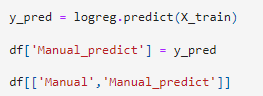 y_pred = logreg.predict(X_train)
df['Manual_predict'] = y_pred
df[['Manual','Manual_predict']]